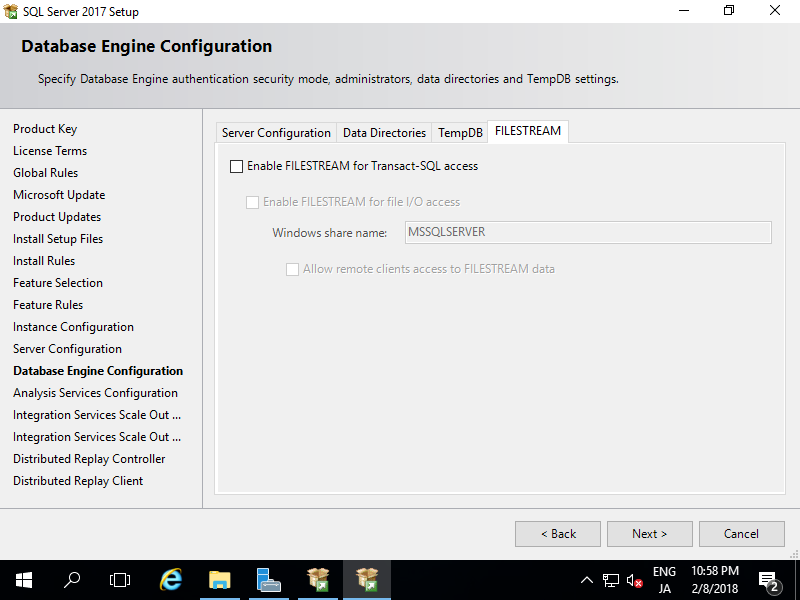 SQL Server 2017 Setup
Database Engine Configuration
Specify Database Engine authentication security mode, administrators, data directories and TempDB settings.
Product Key
License Terms
Global Rules
Microsoft Update
Product Updates
Install Setup Files
Install Rules
Feature Selection
Feature Rules
Instance Configuration
Server Configuration
Database Engine Configuration
Analysis Services Configuration
Integration Services Scale Out ...
Integration Services Scale Out ...
Distributed Replay Controller
Distributed Replay Client
Server Configuration Data Directories TempDB FILESTREAM
Enable FILESTREAM for Transact-SQL access
Enable FILESTREAM for file I/O access
Windows share name: MSSQLSERVER
Allow remote clients access to FILESTREAM data
< Back Next > Cancel
ENG 10:58 PM
JA 2/8/2018 2